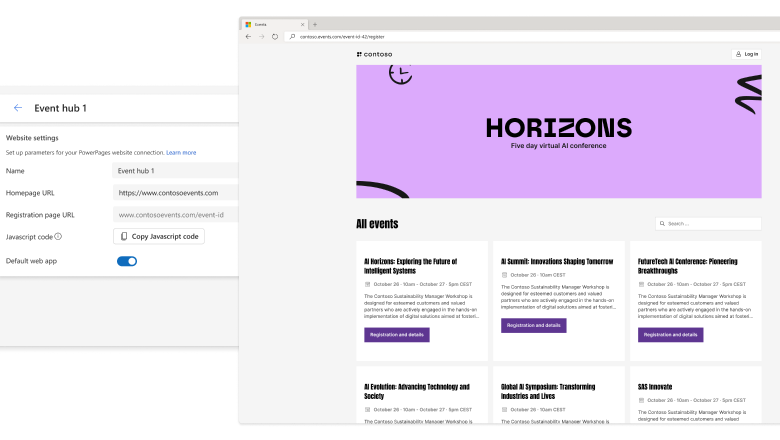 Event hub 1
Website settings
Set up parameters for your PowerPages website connection. Learn more
Name
Event hub 1
Homepage URL
https://www.contosoevents.com
Registration page URL
www.contosoevents.com/event-id
Javascript code
Copy Javascript code
Default web app
Events
contoso.events.com/event-id-42/register
contoso
Log in
HORIZONS
Five day virtual AI conference
All events
Search ...
AI Horizons: Exploring the Future of
Intelligent Systems
October 26 · 10am - October 27 · 5pm CEST
The Contoso Sustainability Manager Workshop is
designed for esteemed customers and valued
partners who are actively engaged in the hands-on
implementation of digital solutions aimed at fosteri...
Registration and details
AI Summit: Innovations Shaping Tomorrow
October 26 · 10am CEST
The Contoso Sustainability Manager Workshop is
designed for esteemed customers and valued
partners who are actively engaged in the hands-on
implementation of digital solutions aimed at fosteri...
Registration and details
FutureTech AI Conference: Pioneering
Breakthroughs
October 26 · 10am - October 27 · 5pm CEST
The Contoso Sustainability Manager Workshop is
designed for esteemed customers and valued
partners who are actively engaged in the hands-on
implementation of digital solutions aimed at fosteri...
Registration and details
AI Evolution: Advancing Technology and
Society
October 26 · 10am - October 27 · 5pm CEST
The Contoso Sustainability Manager Workshop is
Global AI Symposium: Transforming
Industries and Lives
October 26 · 10am CEST
The Contoso Sustainability Manager Workshop is
SAS Innovate
October 26 · 10am - October 27 · 5pm CEST
The Contoso Sustainability Manager Workshop is
designed for esteemed customers and valued